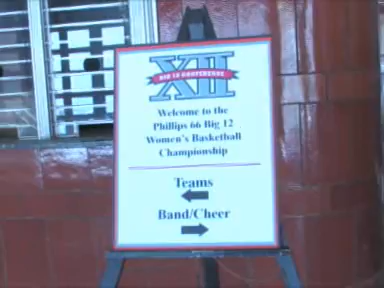 XII
BIG 12 CONFERENCE
Welcome to the
Phillips 66 Big 12
Women's Basketball
Championship
Teams
Band/Cheer